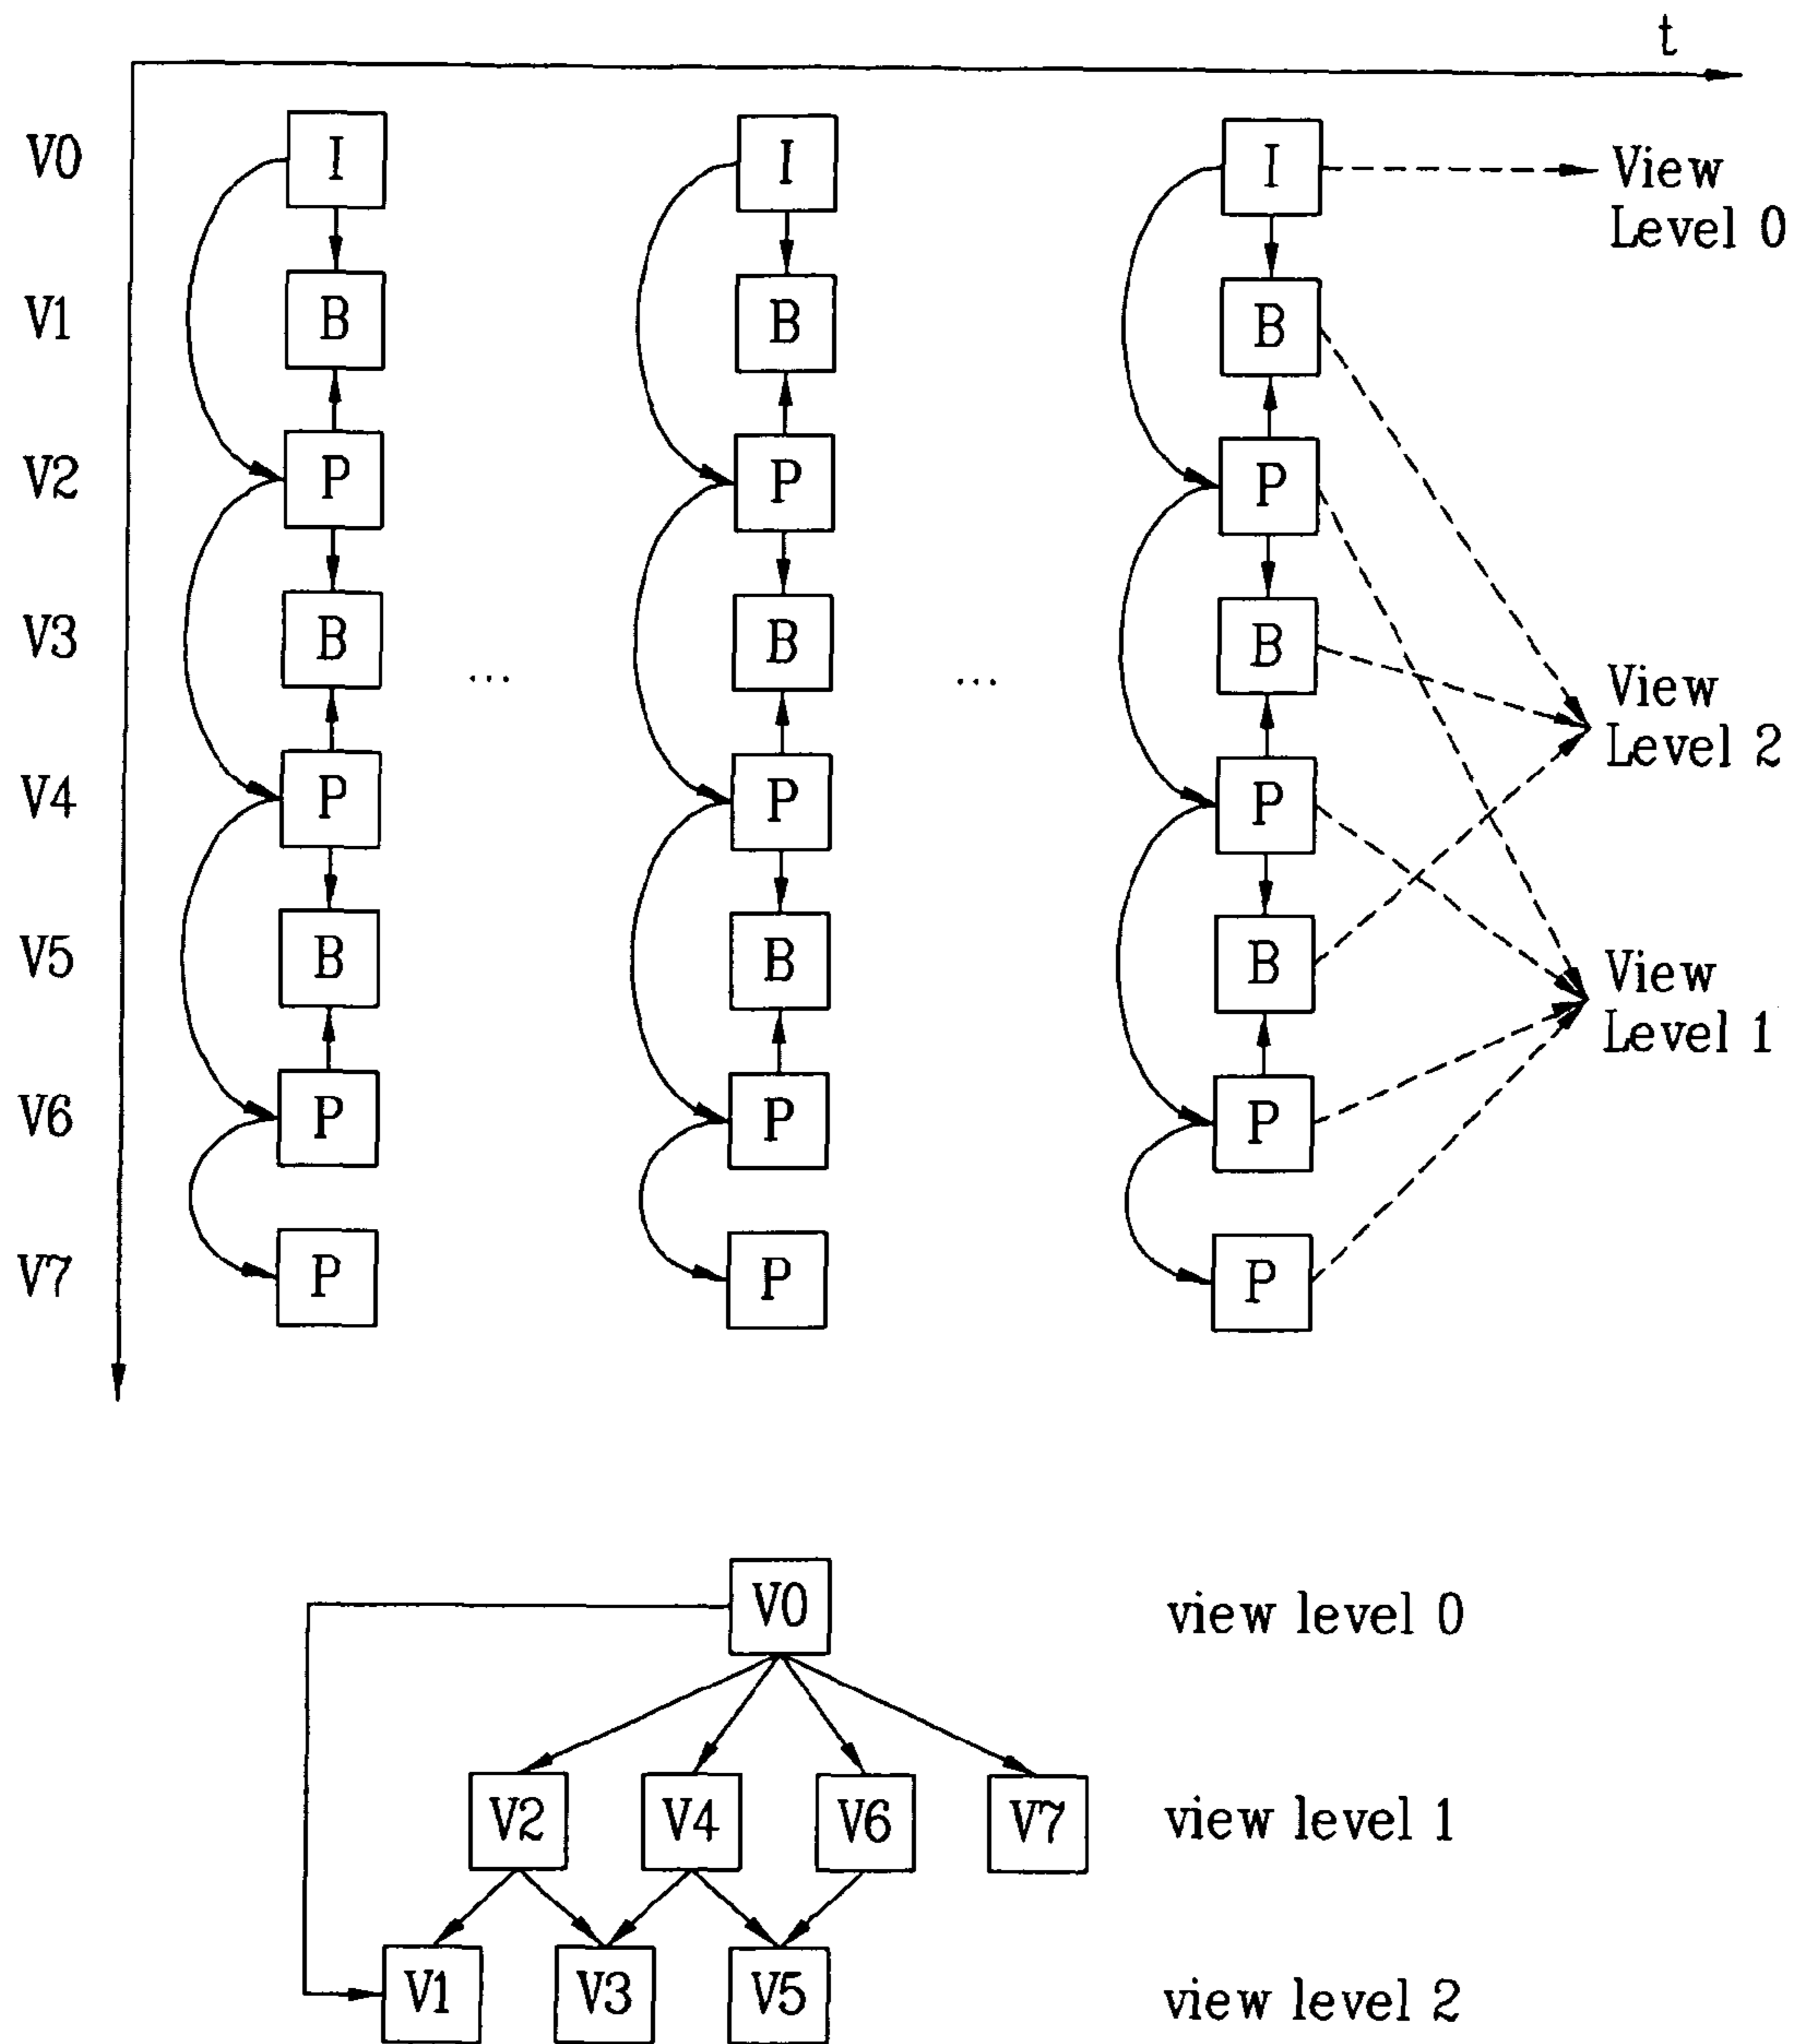 t
V0 I I I View
Level 0
V1 B B B
V2 P P P
V3 B B B
... ...
View
Level 2
V4 P P P
V5 B B B View
Level 1
V6 P P P
V7 P P P
V0 view level 0
V2 V4 V6 V7 view level 1
V1 V3 V5 view level 2